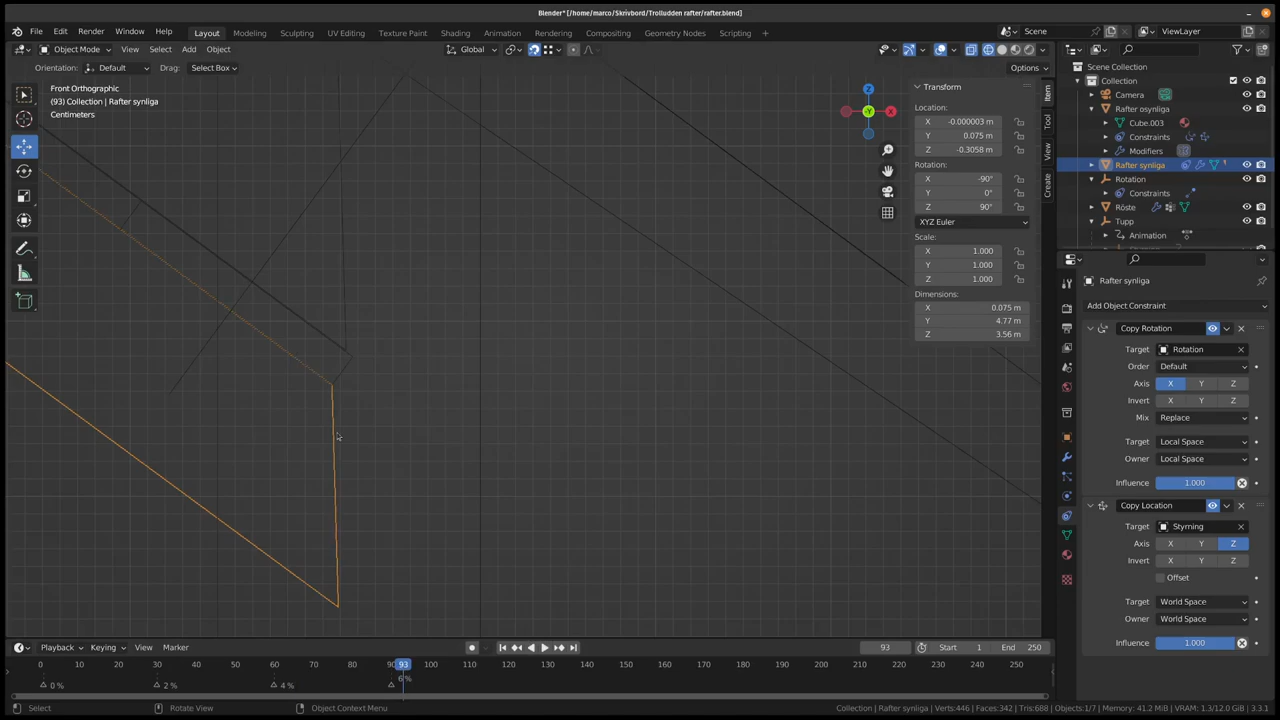 Blender* [/home/marco/Skrivbord/Trolludden rafter/rafter.blend]
File Edit Render Window Help Layout Modeling Sculpting UV Editing Texture Paint Shading Animation Rendering Compositing Geometry Nodes Scripting + Scene ViewLayer
Object Mode View Select Add Object Global
Orientation: Default Drag: Select Box Options
Front Orthographic
(93) Collection | Rafter synliga
Centimeters
Z
-Y X
Transform
Location:
X -0.000003 m
Y 0.075 m
Z -0.3058 m
Rotation:
X -90°
Y 0°
Z 90°
XYZ Euler
Scale:
X 1.000
Y 1.000
Z 1.000
Dimensions:
X 0.075 m
Y 4.77 m
Z 3.56 m
Item
Tool
View
Create
Scene Collection
Collection
Camera
Rafter osynliga
Cube.003
Constraints
Modifiers
Rafter synliga
Rotation
Constraints
Röste
Tupp
Animation
Rafter synliga
Add Object Constraint
Copy Rotation
Target Rotation
Order Default
Axis X Y Z
Invert X Y Z
Mix Replace
Target Local Space
Owner Local Space
Influence 1.000
Copy Location
Target Styrning
Axis X Y Z
Invert X Y Z
Offset
Target World Space
Owner World Space
Influence 1.000
Playback Keying View Marker 93 Start 1 End 250
0 10 20 30 40 50 60 70 80 90 93 100 110 120 130 140 150 160 170 180 190 200 210 220 230 240 250
0 % 2 % 4 % 6 %
Select Rotate View Object Context Menu Collection | Rafter synliga | Verts:446 | Faces:342 | Tris:688 | Objects:1/7 | Memory: 41.2 MiB | VRAM: 1.3/12.0 GiB | 3.3.1